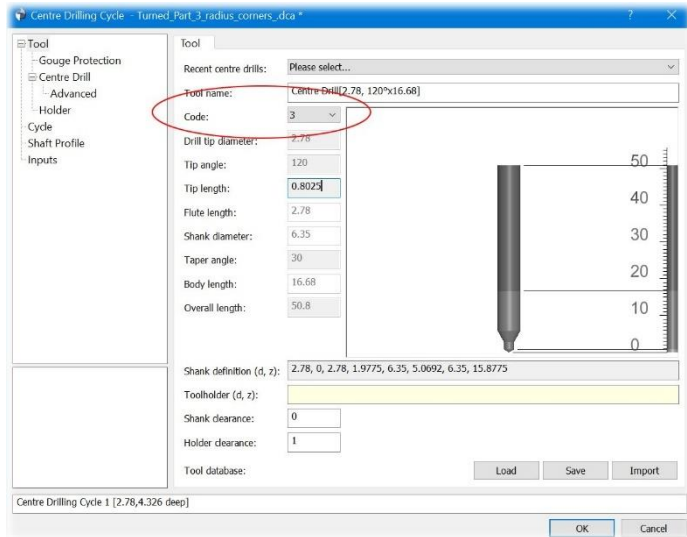 Centre Drilling Cycle - Turned_Part_3_radius_corners_.dca *
? ×
Tool
Gouge Protection
Centre Drill
Advanced
Holder
Cycle
Shaft Profile
Inputs
Tool
Recent centre drills: Please select...
Tool name: Centre Drill[2.78, 120°x16.68]
Code: 3
Drill tip diameter: 2.78
Tip angle: 120
Tip length: 0.8025
Flute length: 2.78
Shank diameter: 6.35
Taper angle: 30
Body length: 16.68
Overall length: 50.8
50
40
30
20
10
0
Shank definition (d, z): 2.78, 0, 2.78, 1.9775, 6.35, 5.0692, 6.35, 15.8775
Toolholder (d, z):
Shank clearance: 0
Holder clearance: 1
Tool database: Load Save Import
Centre Drilling Cycle 1 [2.78,4.326 deep]
OK Cancel